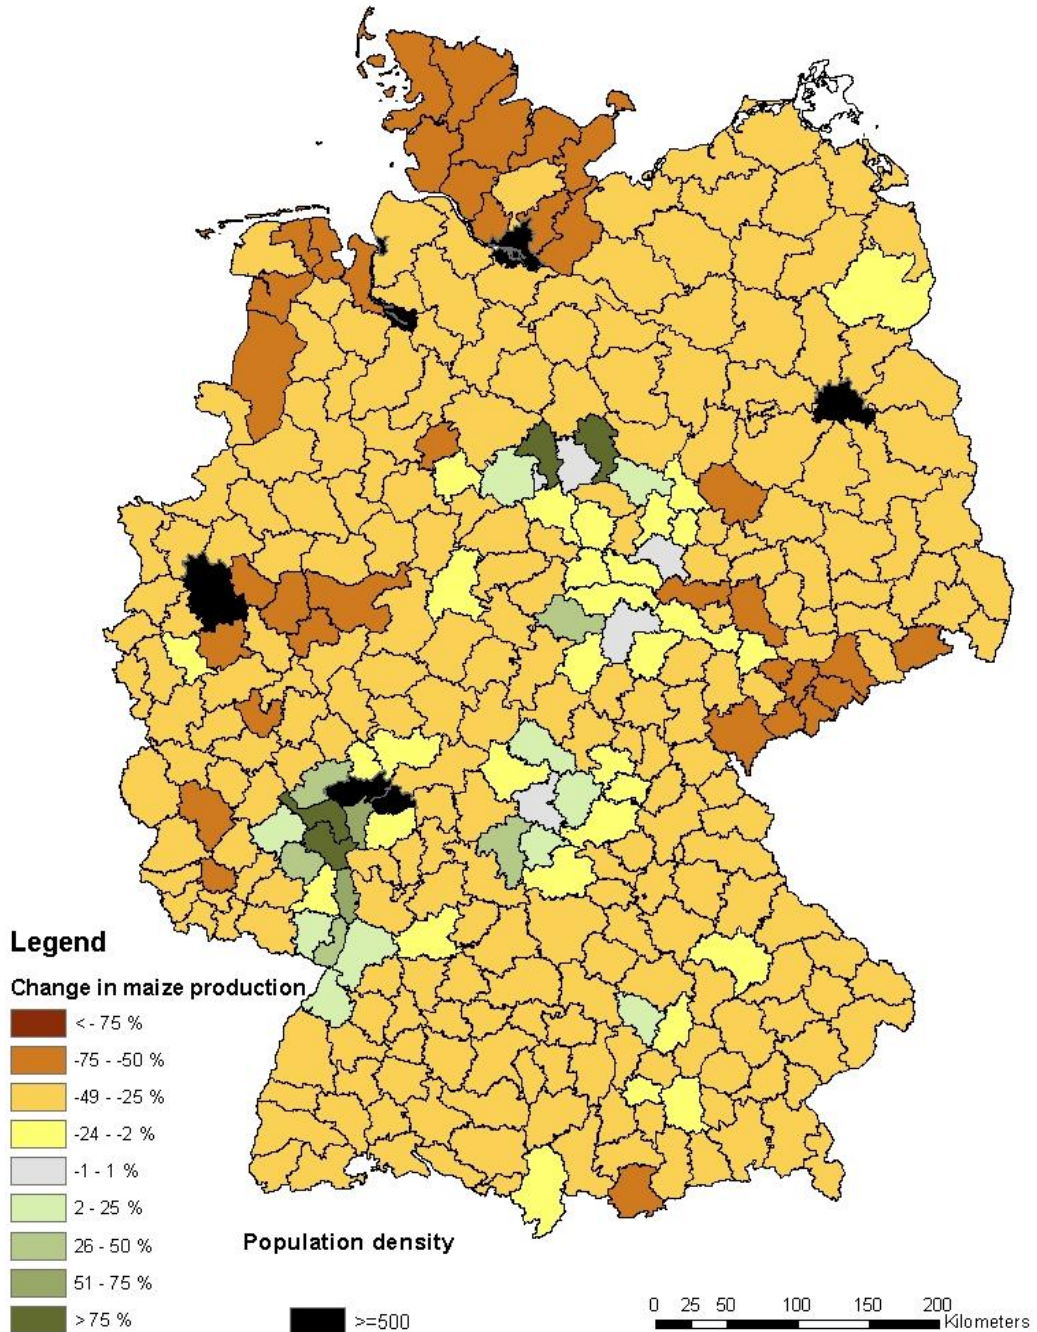 Legend
Change in maize production
< - 75 %
-75 - -50 %
-49 - -25 %
-24 - -2 %
-1 - 1 %
2 - 25 %
26 - 50 %
51 - 75 %
> 75 %
Population density
>=500
0 25 50 100 150 200
Kilometers